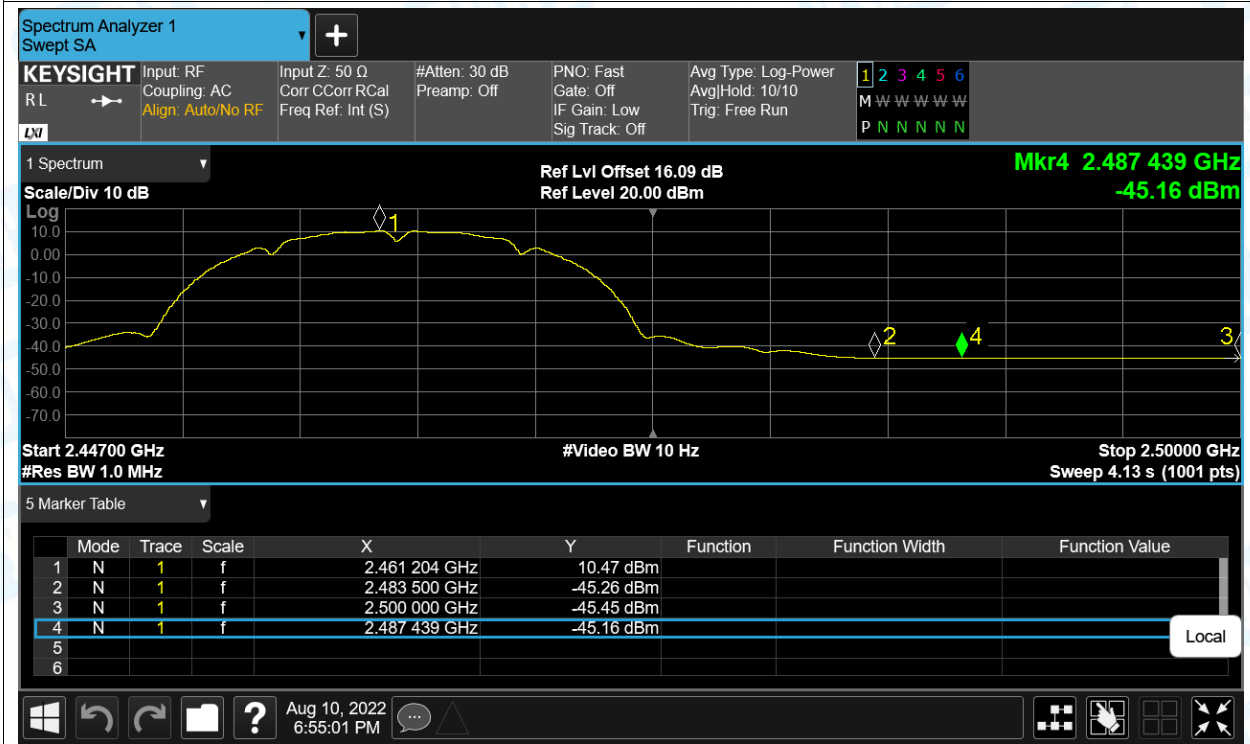 Spectrum Analyzer 1
Swept SA
+
KEYSIGHT
R L
LXI
Input: RF
Coupling: AC
Align: Auto/No RF
Input Z: 50 Ω
Corr CCorr RCal
Freq Ref: Int (S)
#Atten: 30 dB
Preamp: Off
PNO: Fast
Gate: Off
IF Gain: Low
Sig Track: Off
Avg Type: Log-Power
Avg|Hold: 10/10
Trig: Free Run
1 2 3 4 5 6
M W W W W W
P N N N N N
1 Spectrum
Scale/Div 10 dB
Ref Lvl Offset 16.09 dB
Ref Level 20.00 dBm
Mkr4 2.487 439 GHz
-45.16 dBm
Log
10.0
0.00
-10.0
-20.0
-30.0
-40.0
-50.0
-60.0
-70.0
1
2
4
3
Start 2.44700 GHz
#Res BW 1.0 MHz
#Video BW 10 Hz
Stop 2.50000 GHz
Sweep 4.13 s (1001 pts)
5 Marker Table
Mode Trace Scale X Y Function Function Width Function Value
1 N 1 f 2.461 204 GHz 10.47 dBm
2 N 1 f 2.483 500 GHz -45.26 dBm
3 N 1 f 2.500 000 GHz -45.45 dBm
4 N 1 f 2.487 439 GHz -45.16 dBm
5
6
Local
?
Aug 10, 2022
6:55:01 PM